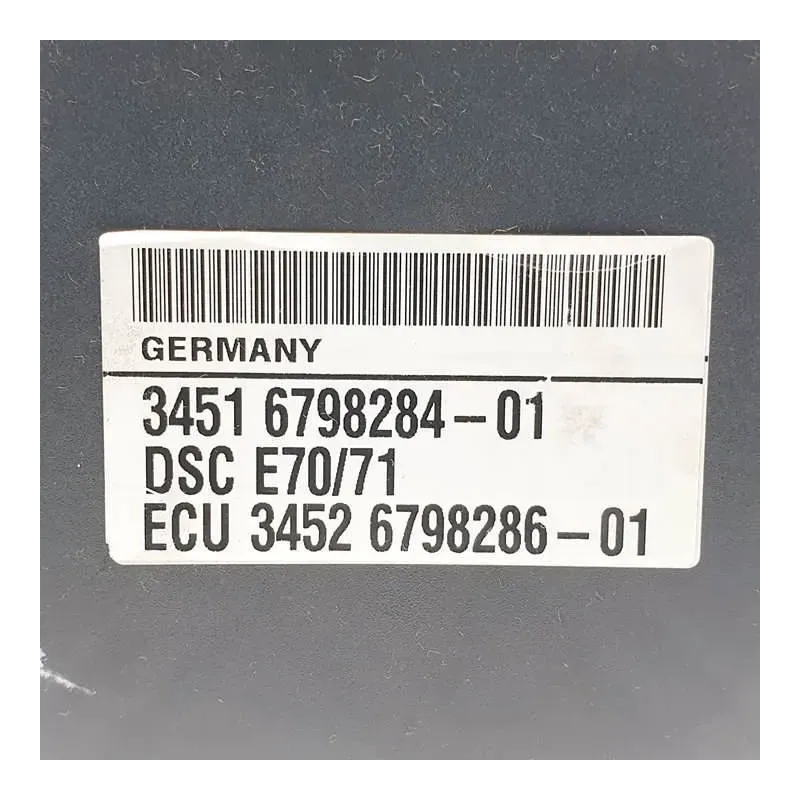 GERMANY
3451 6798284-01
DSC E70/71
ECU 3452 6798286-01